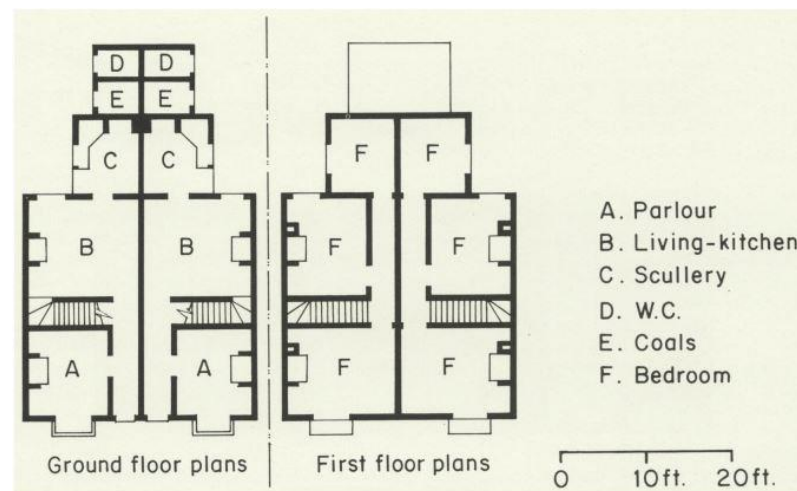 D D
E E
C C
B B
A A
Ground floor plans
F F
F F
F F
First floor plans
A. Parlour
B. Living-kitchen
C. Scullery
D. W.C.
E. Coals
F. Bedroom
0 10ft. 20ft.